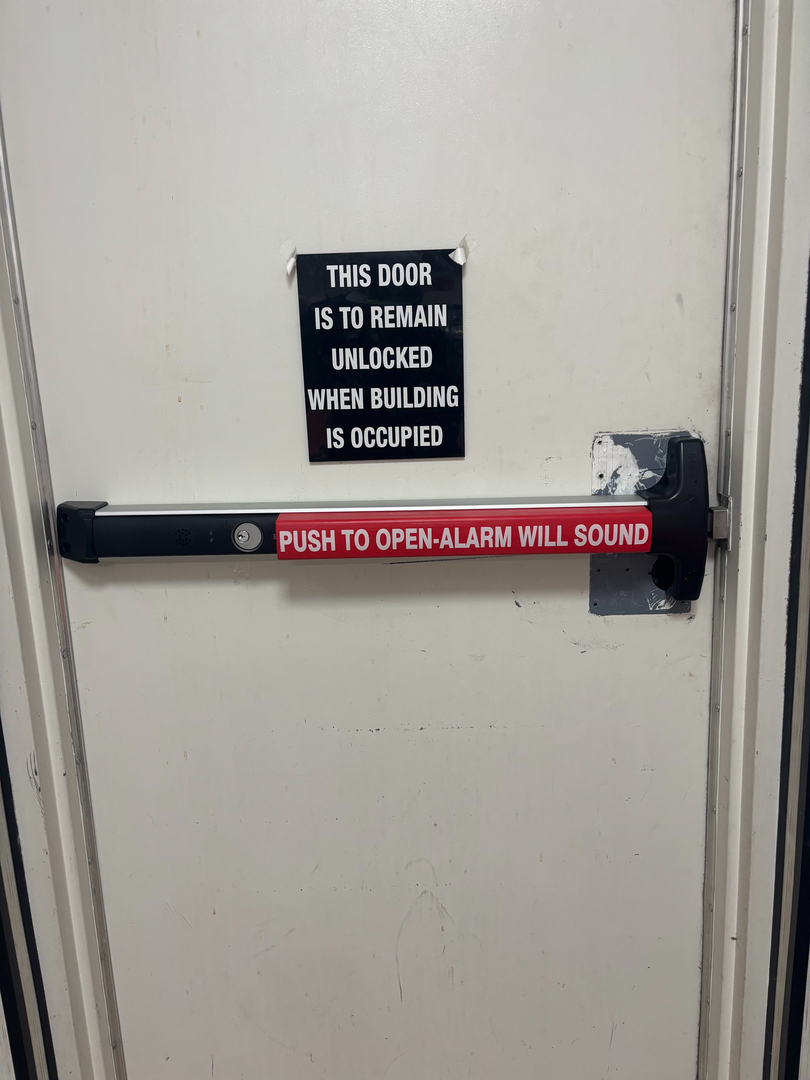 THIS DOOR
IS TO REMAIN
UNLOCKED
WHEN BUILDING
IS OCCUPIED
PUSH TO OPEN-ALARM WILL SOUND